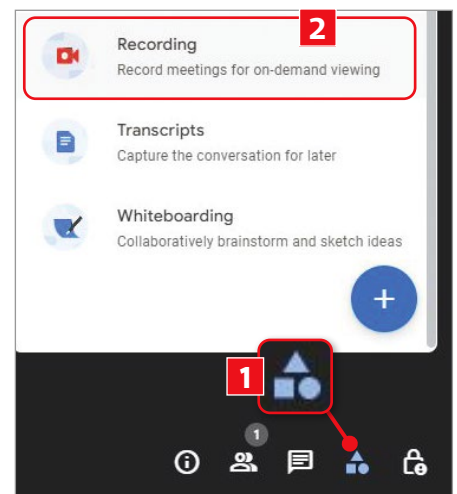 2
Recording
Record meetings for on-demand viewing
Transcripts
Capture the conversation for later
Whiteboarding
Collaboratively brainstorm and sketch ideas
+
1
1